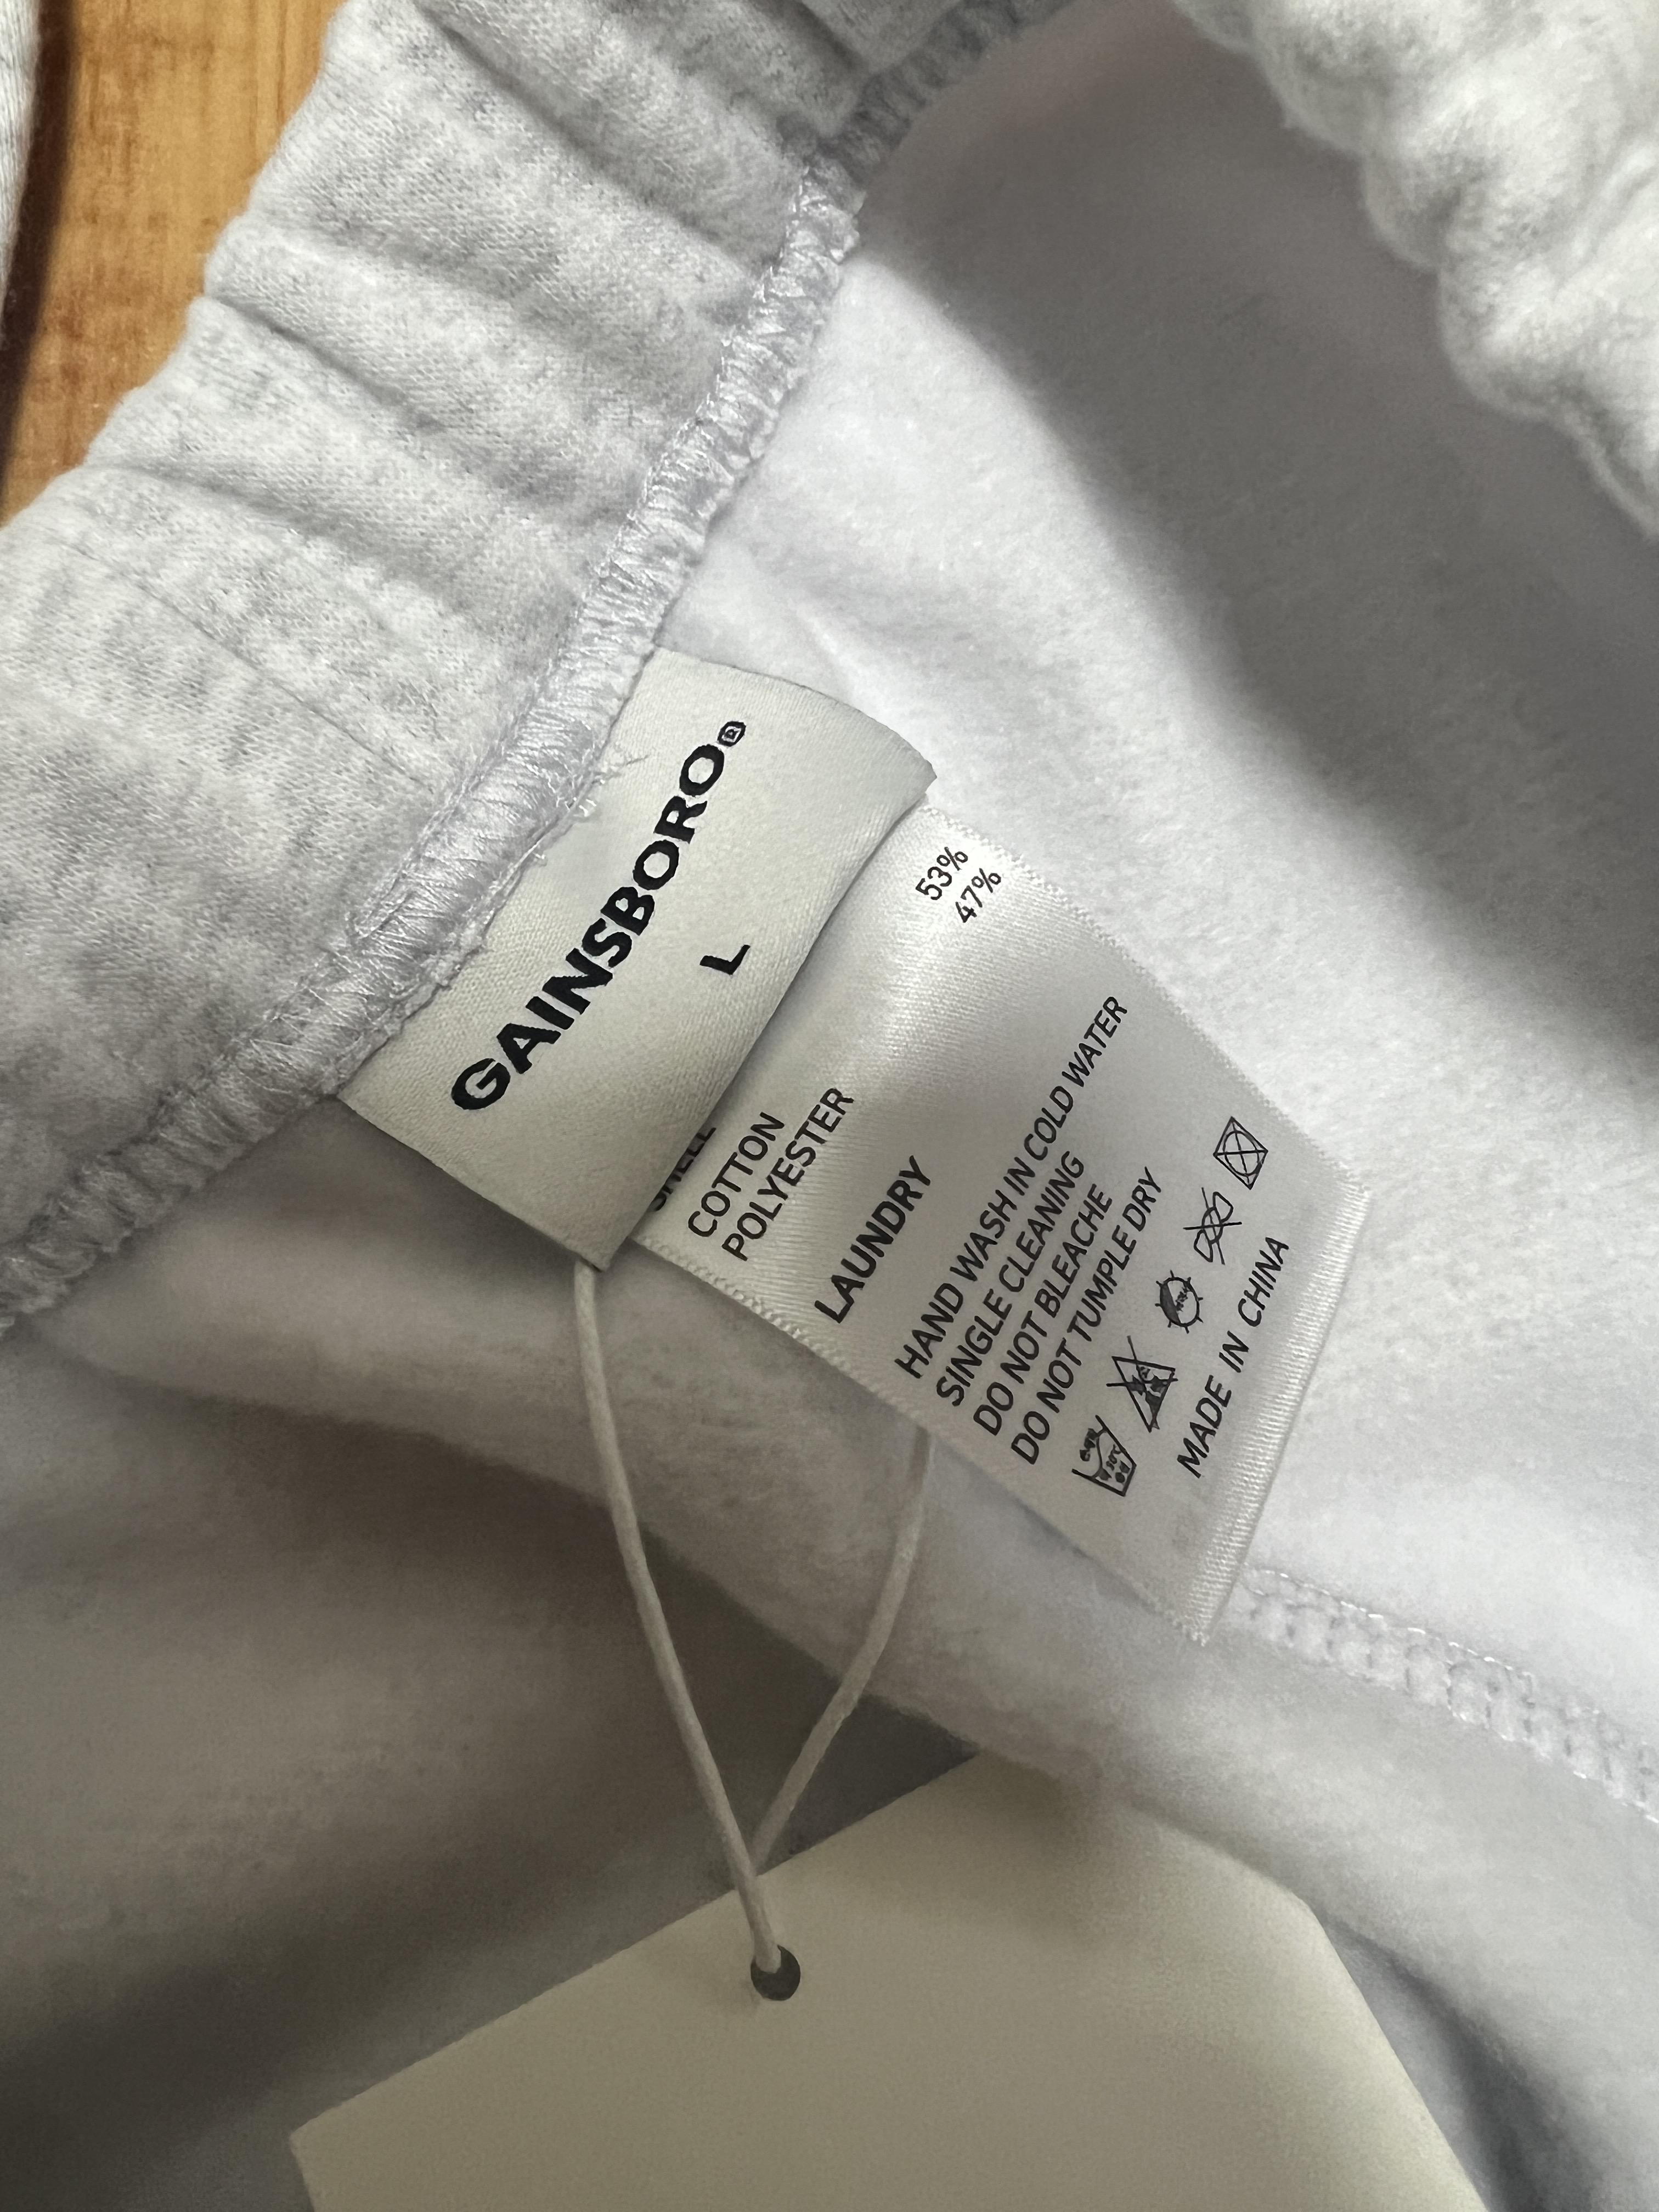 GAINSBORO®
L
SHELL
COTTON 53%
POLYESTER 47%
LAUNDRY
HAND WASH IN COLD WATER
SINGLE CLEANING
DO NOT BLEACHE
DO NOT TUMPLE DRY
MADE IN CHINA